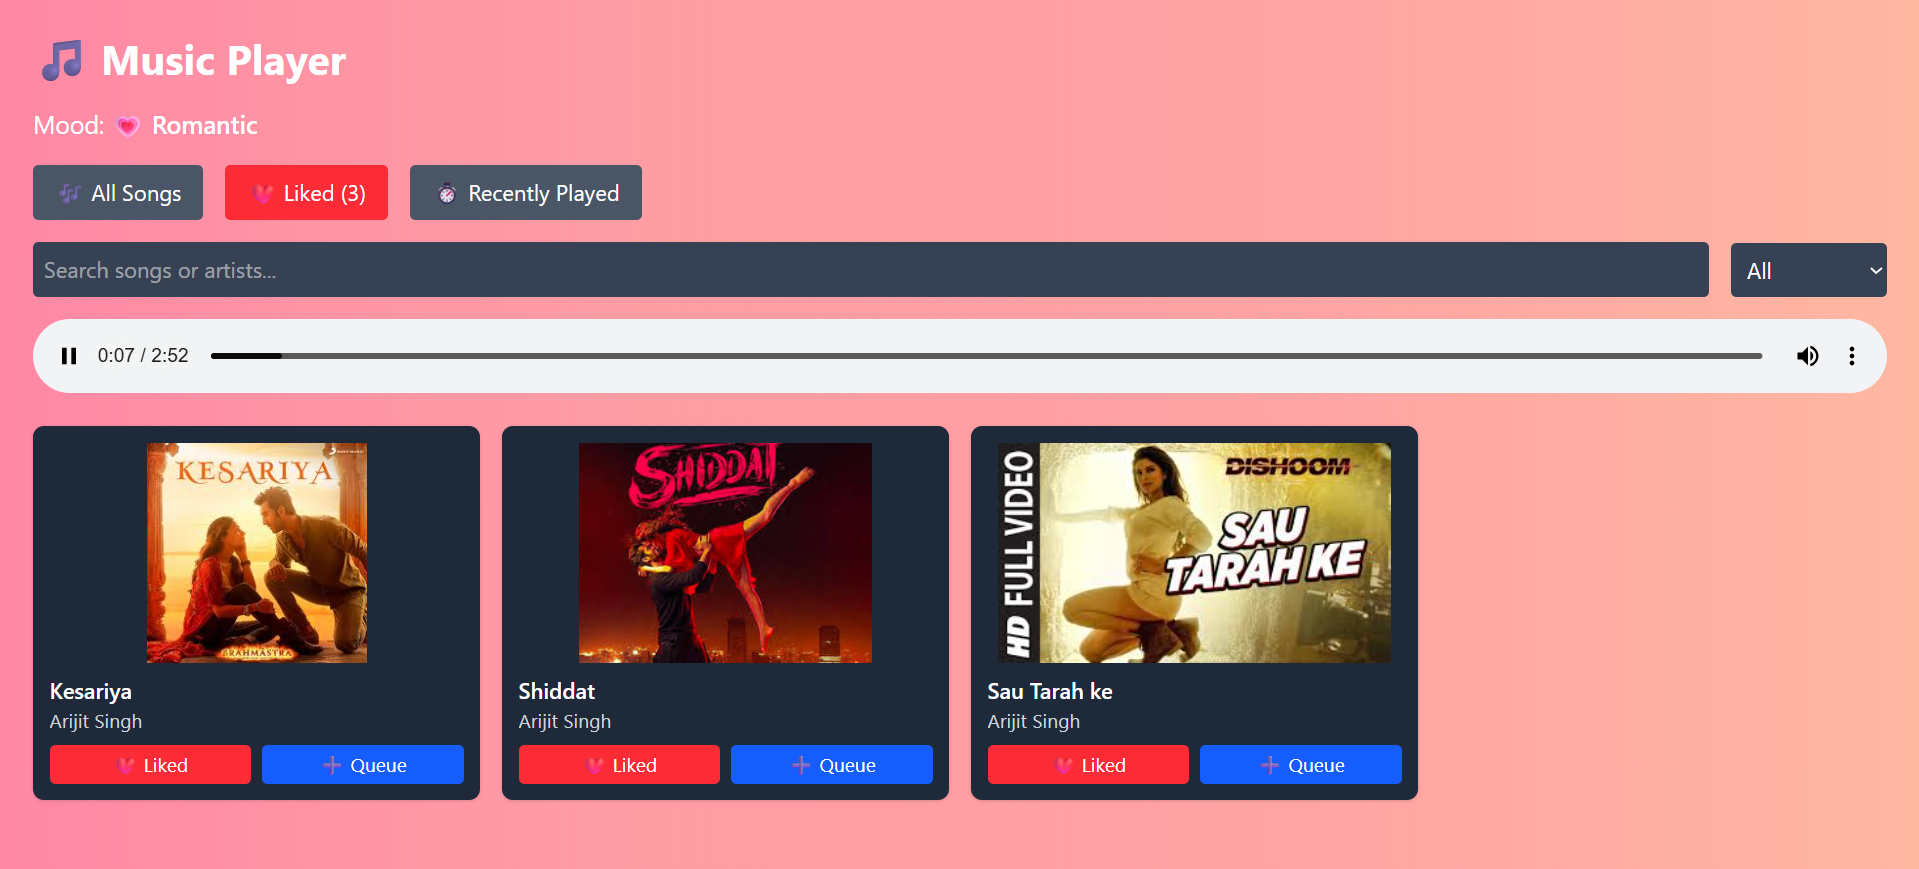 🎵 Music Player
Mood: 💗 Romantic
🎶 All Songs
💗 Liked (3)
⏱ Recently Played
Search songs or artists...
All
0:07 / 2:52
KESARIYA
BRAHMASTRA
Kesariya
Arijit Singh
Liked
➕ Queue
SHIDDAT
Shiddat
Arijit Singh
Liked
➕ Queue
HD FULL VIDEO
DISHOOM
SAU
TARAH KE
Sau Tarah ke
Arijit Singh
Liked
➕ Queue